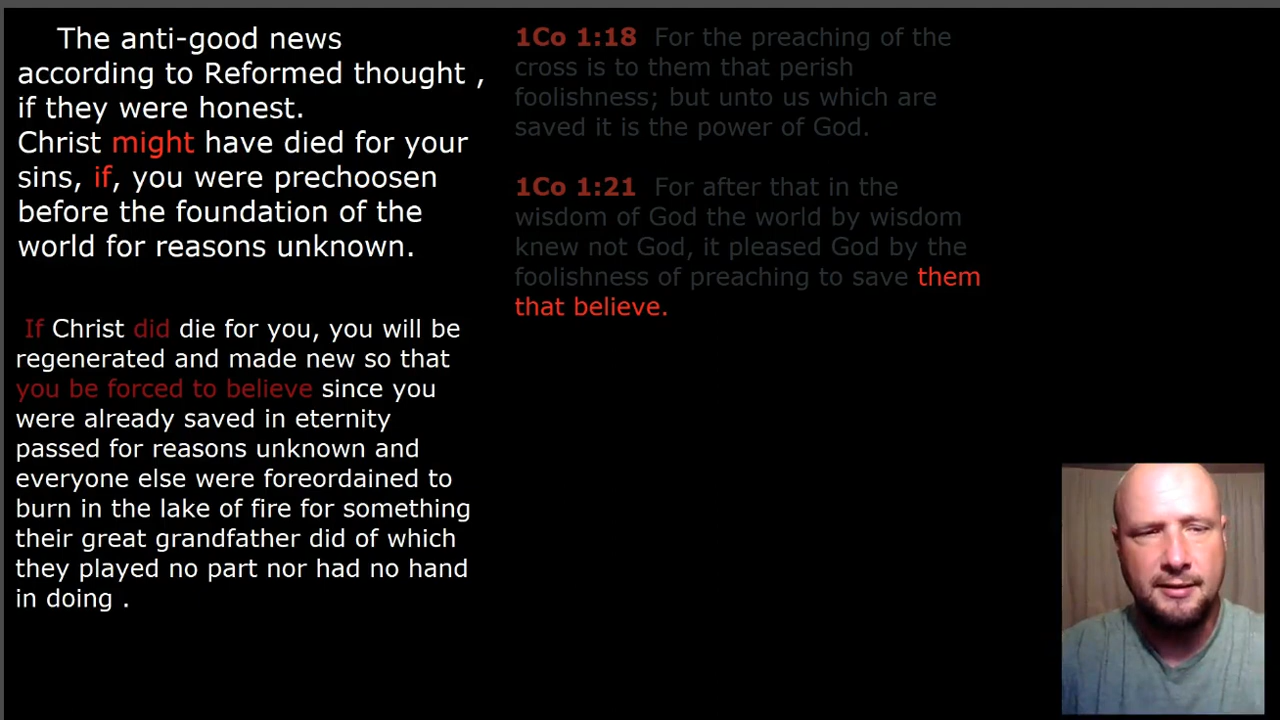 The anti-good news
according to Reformed thought ,
if they were honest.
Christ might have died for your
sins, if, you were prechoosen
before the foundation of the
world for reasons unknown.
If Christ did die for you, you will be
regenerated and made new so that
you be forced to believe since you
were already saved in eternity
passed for reasons unknown and
everyone else were foreordained to
burn in the lake of fire for something
their great grandfather did of which
they played no part nor had no hand
in doing .
1Co 1:18 For the preaching of the
cross is to them that perish
foolishness; but unto us which are
saved it is the power of God.
1Co 1:21 For after that in the
wisdom of God the world by wisdom
knew not God, it pleased God by the
foolishness of preaching to save them
that believe.